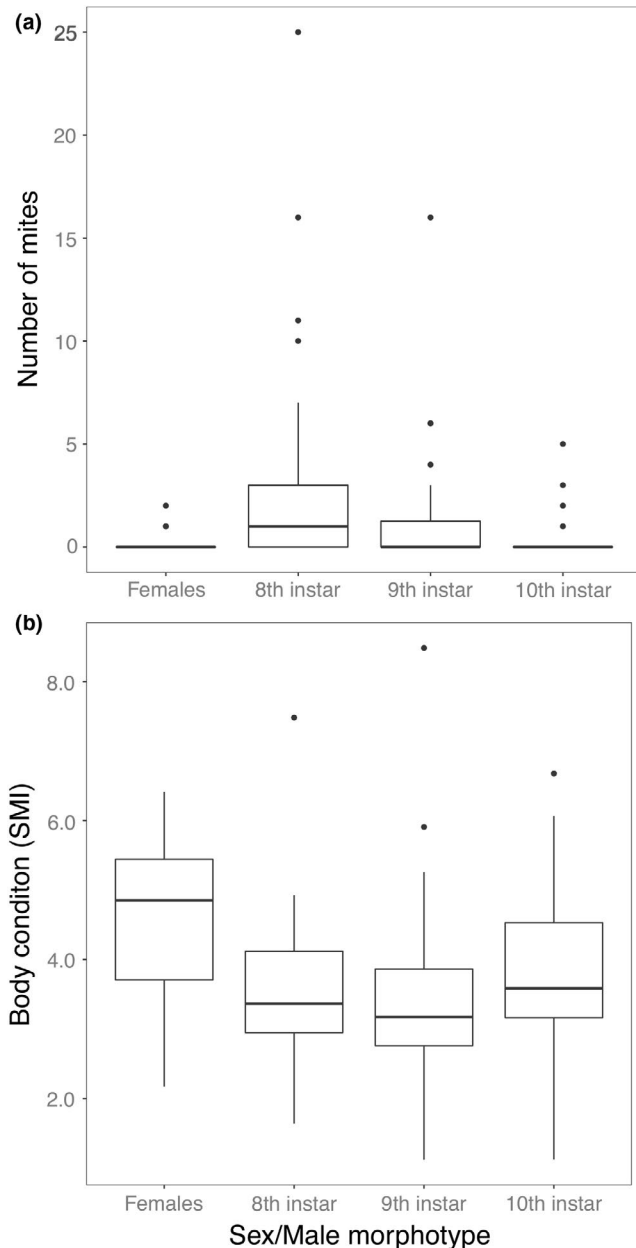 (a)
25
20
15
10
5
0
Number of mites
Females 8th instar 9th instar 10th instar
(b)
8.0
6.0
4.0
2.0
Body conditon (SMI)
Females 8th instar 9th instar 10th instar
Sex/Male morphotype